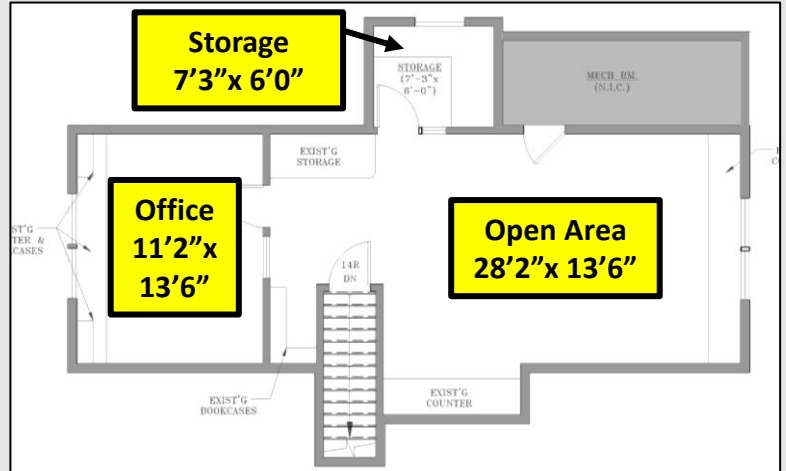 Storage
7’3”x 6’0”
STORAGE
(7'-3"x
6'-0")
MECH. RM.
(N.I.C.)
EXIST'G
STORAGE
Office
11’2”x
13’6”
Open Area
28’2”x 13’6”
14R
DN
EXIST'G
BOOKCASES
EXIST'G
COUNTER